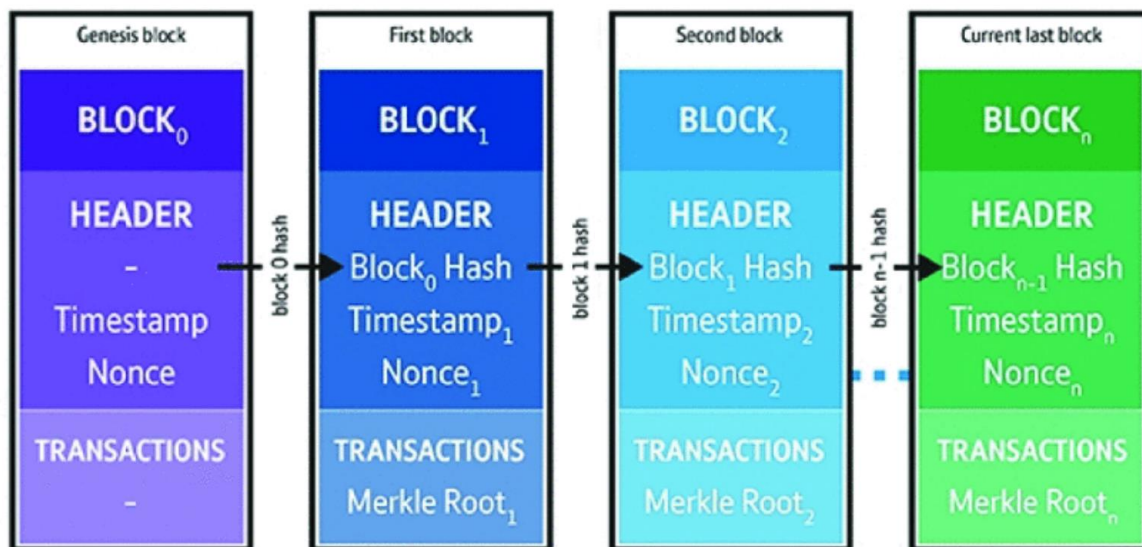 Genesis block
BLOCK0
HEADER
-
Timestamp
Nonce
TRANSACTIONS
-
block 0 hash
First block
BLOCK1
HEADER
Block0 Hash
Timestamp1
Nonce1
TRANSACTIONS
Merkle Root1
block 1 hash
Second block
BLOCK2
HEADER
Block1 Hash
Timestamp2
Nonce2
TRANSACTIONS
Merkle Root2
block n-1 hash
Current last block
BLOCKn
HEADER
Blockn-1 Hash
Timestampn
Noncen
TRANSACTIONS
Merkle Rootn